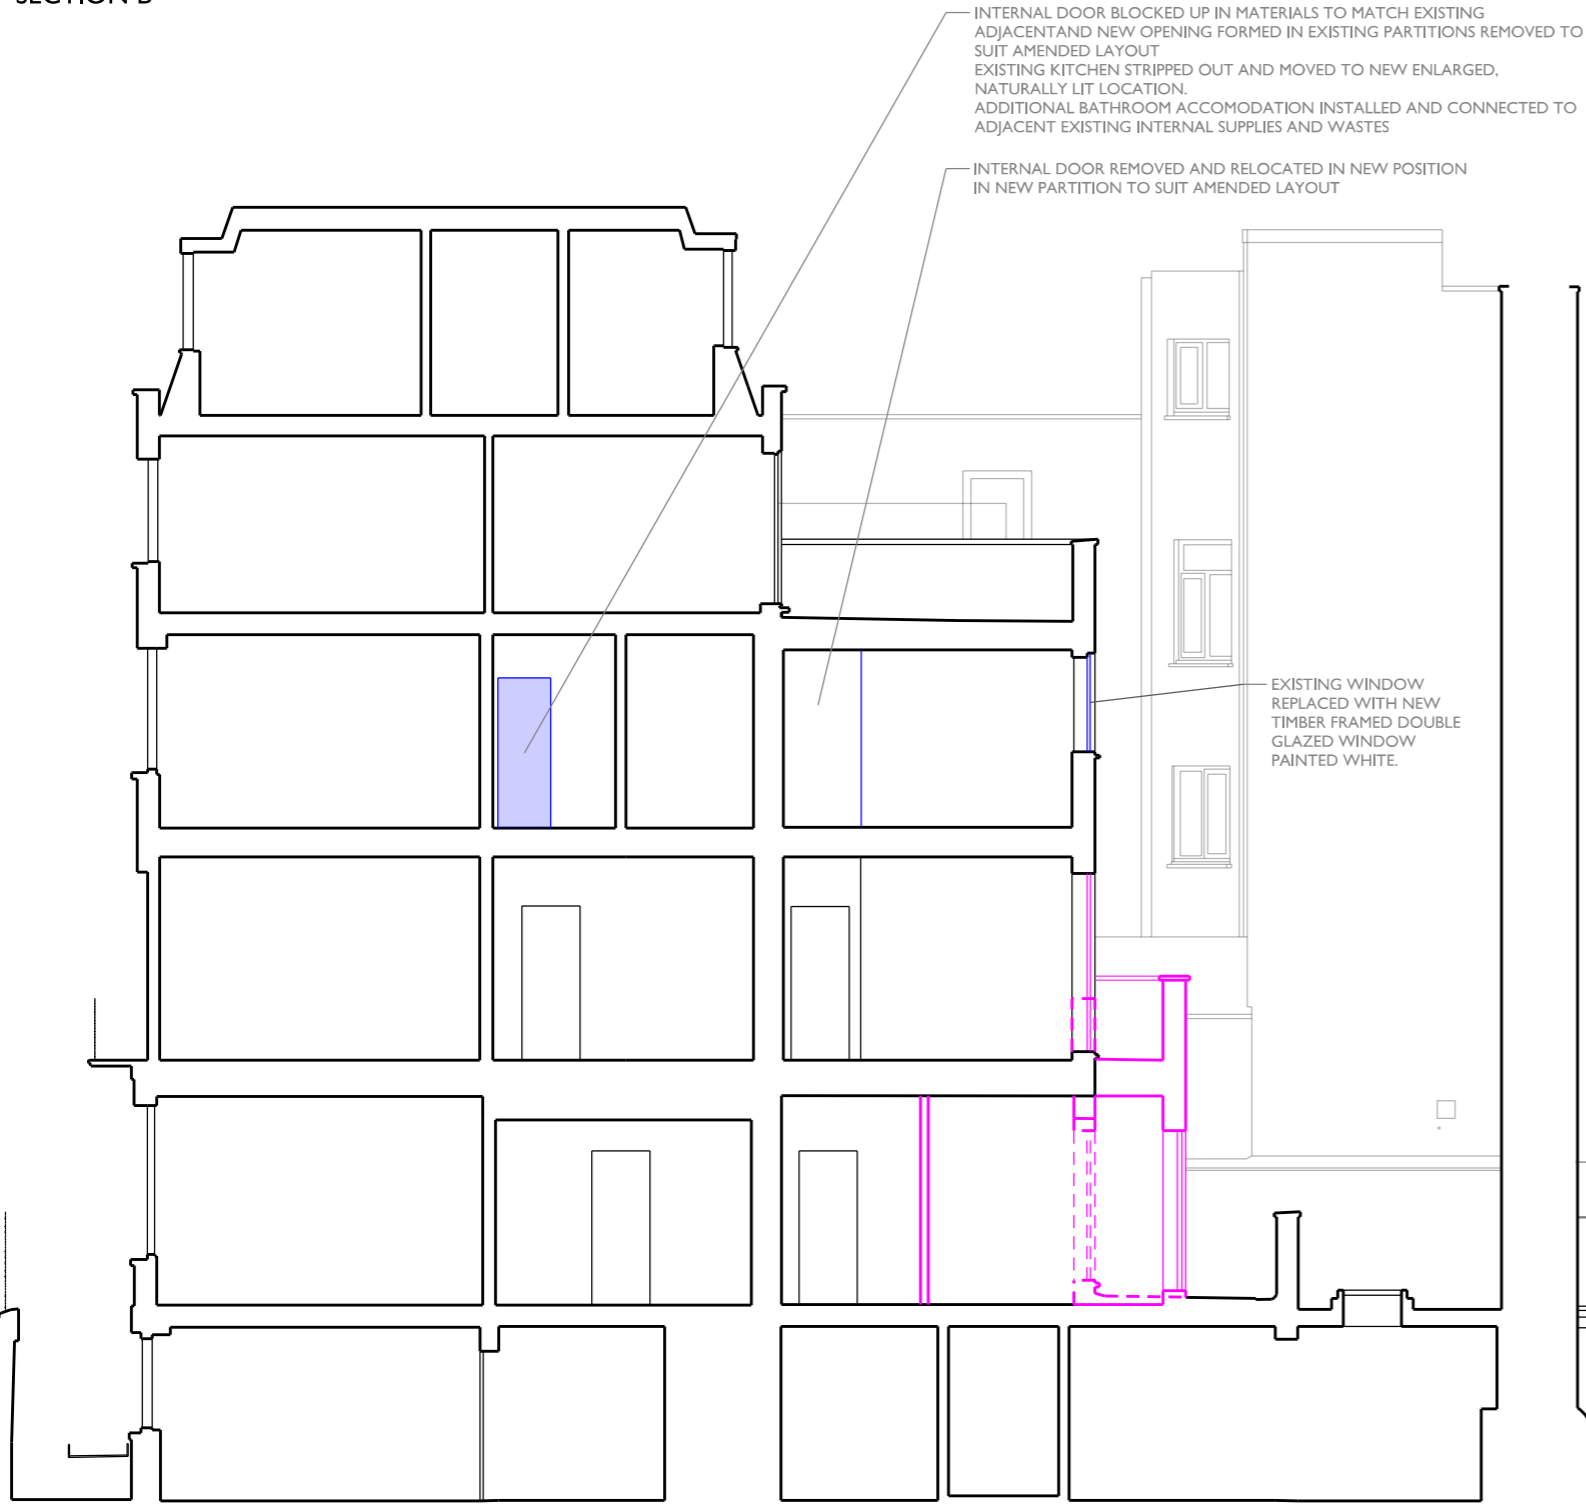 SECTION B
INTERNAL DOOR BLOCKED UP IN MATERIALS TO MATCH EXISTING
ADJACENTAND NEW OPENING FORMED IN EXISTING PARTITIONS REMOVED TO
SUIT AMENDED LAYOUT
EXISTING KITCHEN STRIPPED OUT AND MOVED TO NEW ENLARGED,
NATURALLY LIT LOCATION.
ADDITIONAL BATHROOM ACCOMODATION INSTALLED AND CONNECTED TO
ADJACENT EXISTING INTERNAL SUPPLIES AND WASTES
INTERNAL DOOR REMOVED AND RELOCATED IN NEW POSITION
IN NEW PARTITION TO SUIT AMENDED LAYOUT
EXISTING WINDOW
REPLACED WITH NEW
TIMBER FRAMED DOUBLE
GLAZED WINDOW
PAINTED WHITE.